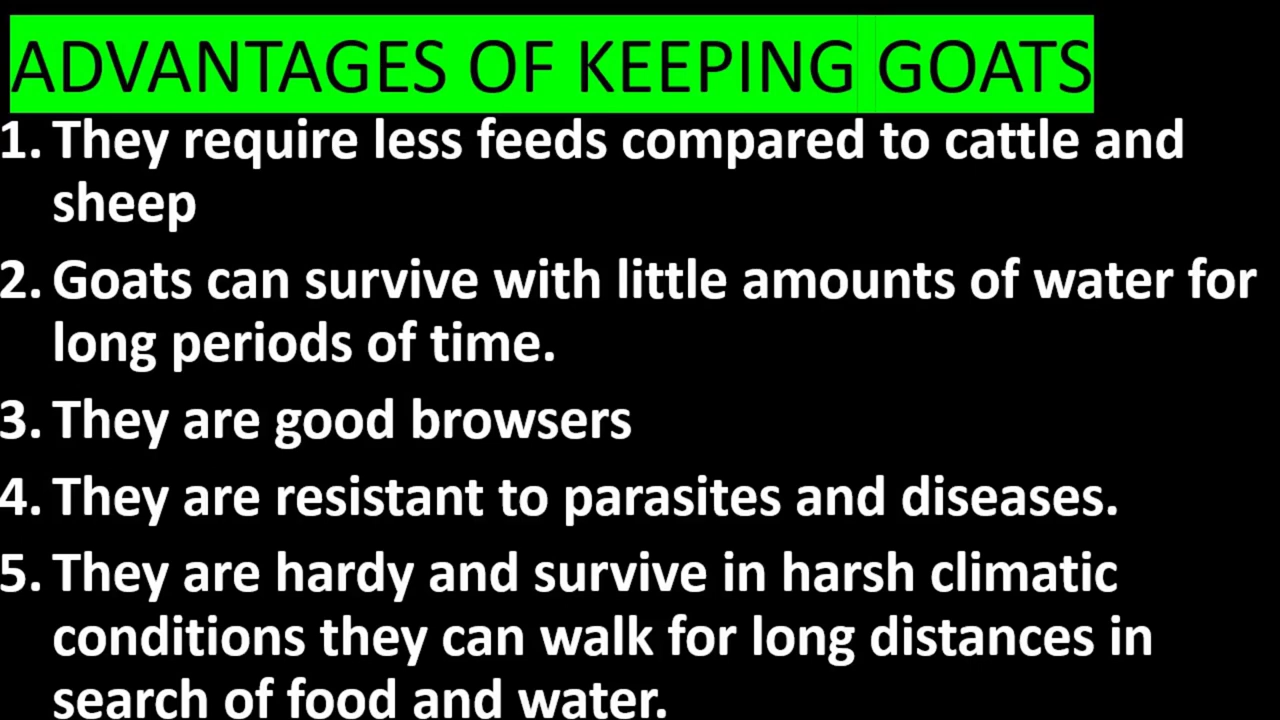 ADVANTAGES OF KEEPING GOATS
1. They require less feeds compared to cattle and
sheep
2. Goats can survive with little amounts of water for
long periods of time.
3. They are good browsers
4. They are resistant to parasites and diseases.
5. They are hardy and survive in harsh climatic
conditions they can walk for long distances in
search of food and water.